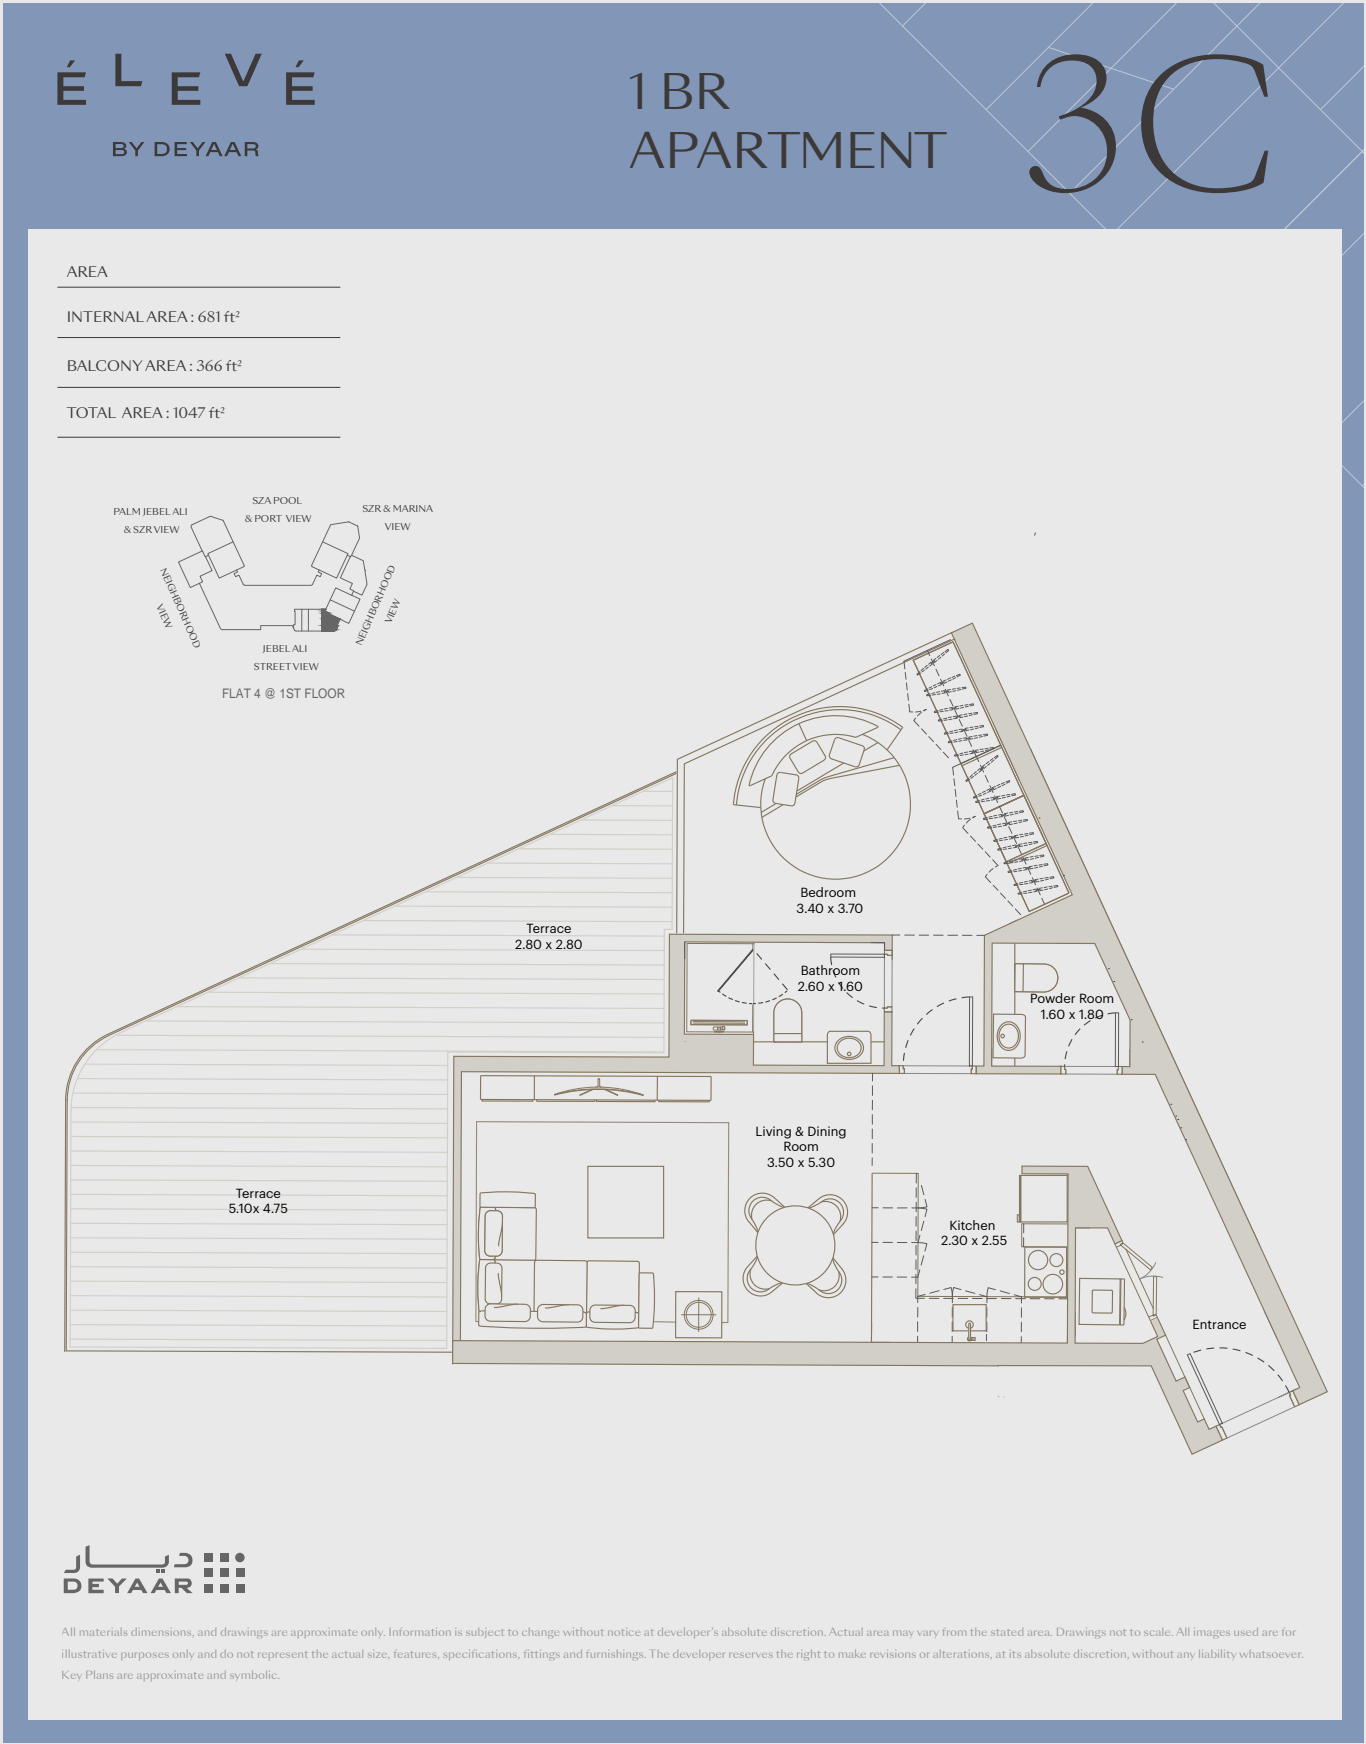 ÉLEVÉ
BY DEYAAR
1 BR
APARTMENT
3C
AREA
INTERNAL AREA : 681 ft²
BALCONY AREA : 366 ft²
TOTAL AREA : 1047 ft²
PALM JEBEL ALI
& SZR VIEW
SZA POOL
& PORT VIEW
SZR & MARINA
VIEW
NEIGHBORHOOD
VIEW
NEIGHBORHOOD
VIEW
JEBEL ALI
STREET VIEW
FLAT 4 @ 1ST FLOOR
Bedroom
3.40 x 3.70
Terrace
2.80 x 2.80
Bathroom
2.60 x 1.60
Powder Room
1.60 x 1.80
Living & Dining
Room
3.50 x 5.30
Terrace
5.10x 4.75
Kitchen
2.30 x 2.55
Entrance
ديار
DEYAAR
All materials dimensions, and drawings are approximate only. Information is subject to change without notice at developer's absolute discretion. Actual area may vary from the stated area. Drawings not to scale. All images used are for
illustrative purposes only and do not represent the actual size, features, specifications, fittings and furnishings. The developer reserves the right to make revisions or alterations, at its absolute discretion, without any liability whatsoever.
Key Plans are approximate and symbolic.